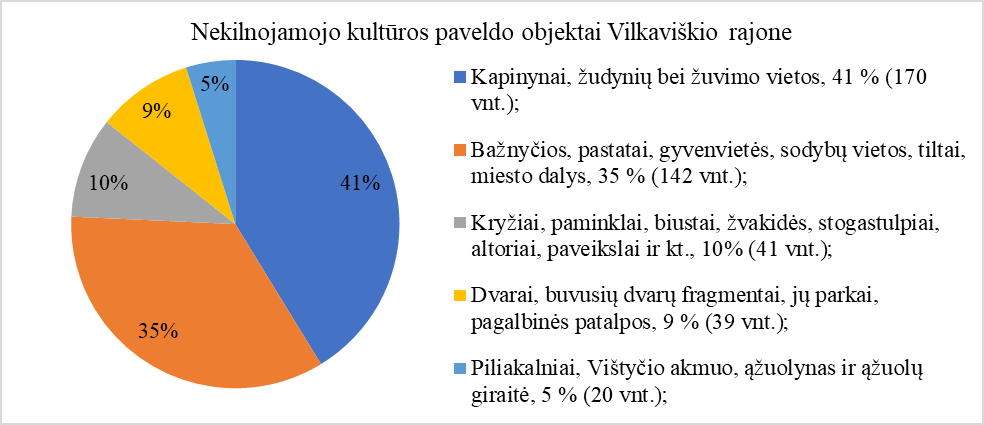 Nekilnojamojo kultūros paveldo objektai Vilkaviškio rajone
5%
9%
10%
41%
35%
Kapinynai, žudynių bei žuvimo vietos, 41 % (170
vnt.);
Bažnyčios, pastatai, gyvenvietės, sodybų vietos, tiltai,
miesto dalys, 35 % (142 vnt.);
Kryžiai, paminklai, biustai, žvakidės, stogastulpiai,
altoriai, paveikslai ir kt., 10% (41 vnt.);
Dvarai, buvusių dvarų fragmentai, jų parkai,
pagalbinės patalpos, 9 % (39 vnt.);
Piliakalniai, Vištyčio akmuo, ąžuolynas ir ąžuolų
giraitė, 5 % (20 vnt.);